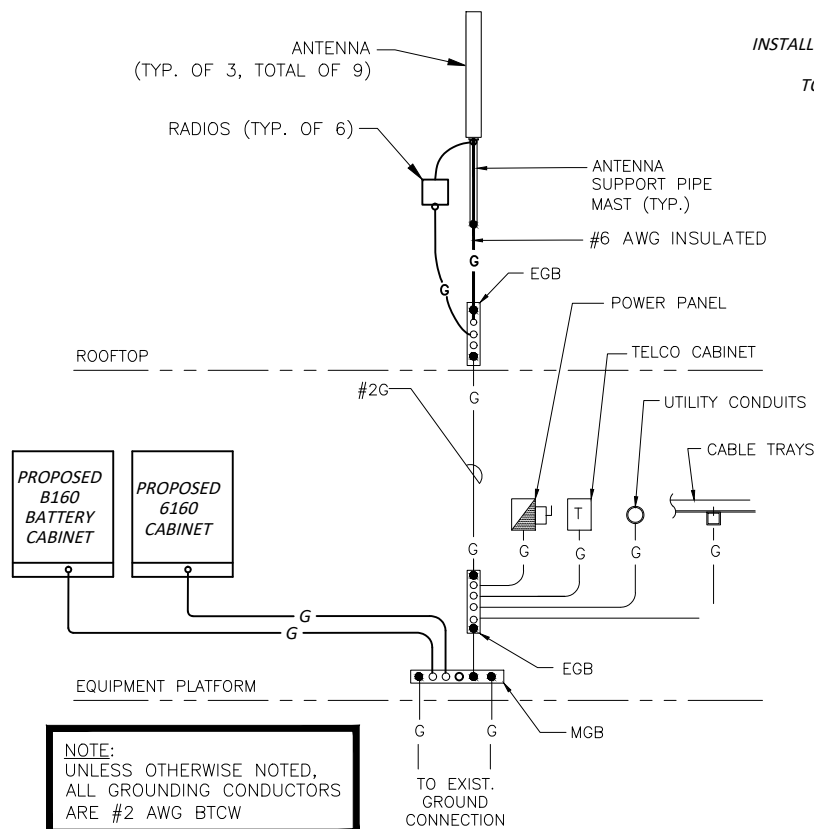 INSTALL
TO
ANTENNA
(TYP. OF 3, TOTAL OF 9)
RADIOS (TYP. OF 6)
ANTENNA
SUPPORT PIPE
MAST (TYP.)
#6 AWG INSULATED
G
G
EGB
POWER PANEL
ROOFTOP
TELCO CABINET
#2G
G
UTILITY CONDUITS
CABLE TRAYS
PROPOSED
B160
BATTERY
CABINET
PROPOSED
6160
CABINET
T
G
G
G
G
G
G
G
EGB
EQUIPMENT PLATFORM
MGB
G
G
NOTE:
UNLESS OTHERWISE NOTED,
ALL GROUNDING CONDUCTORS
ARE #2 AWG BTCW
TO EXIST.
GROUND
CONNECTION